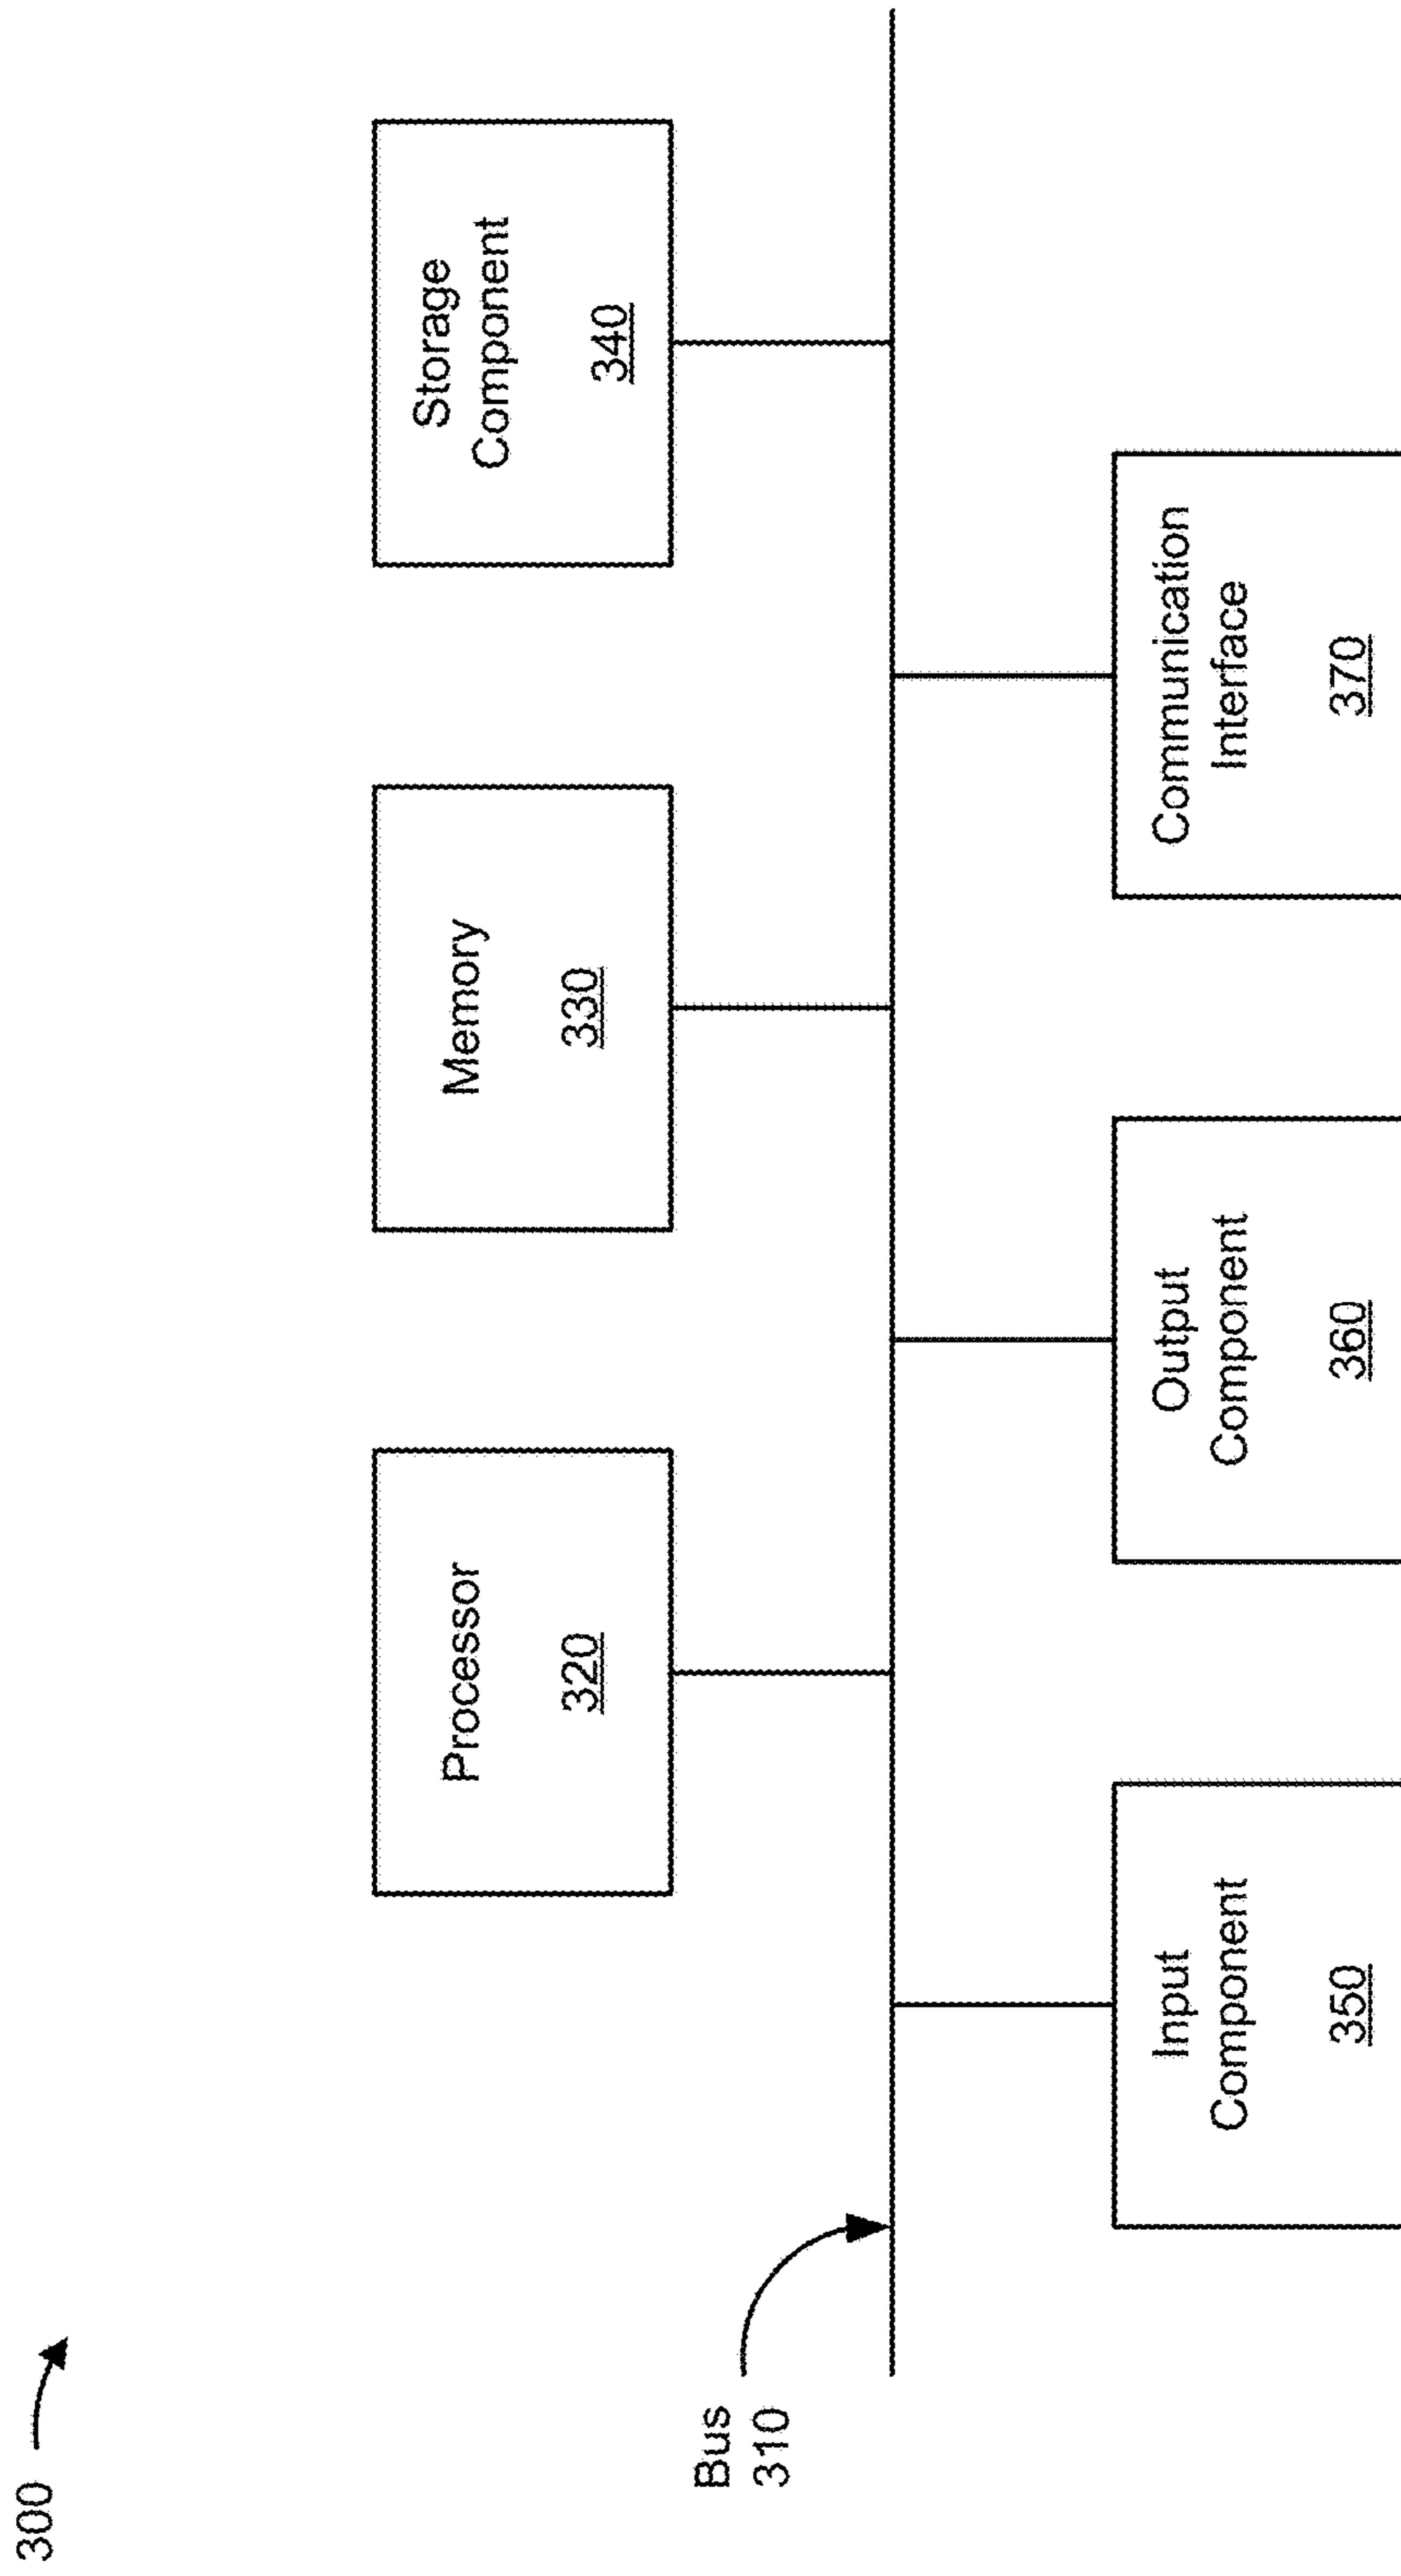 300
Processor
320
Memory
330
Storage
Component
340
Bus
310
Input
Component
350
Output
Component
360
Communication
Interface
370